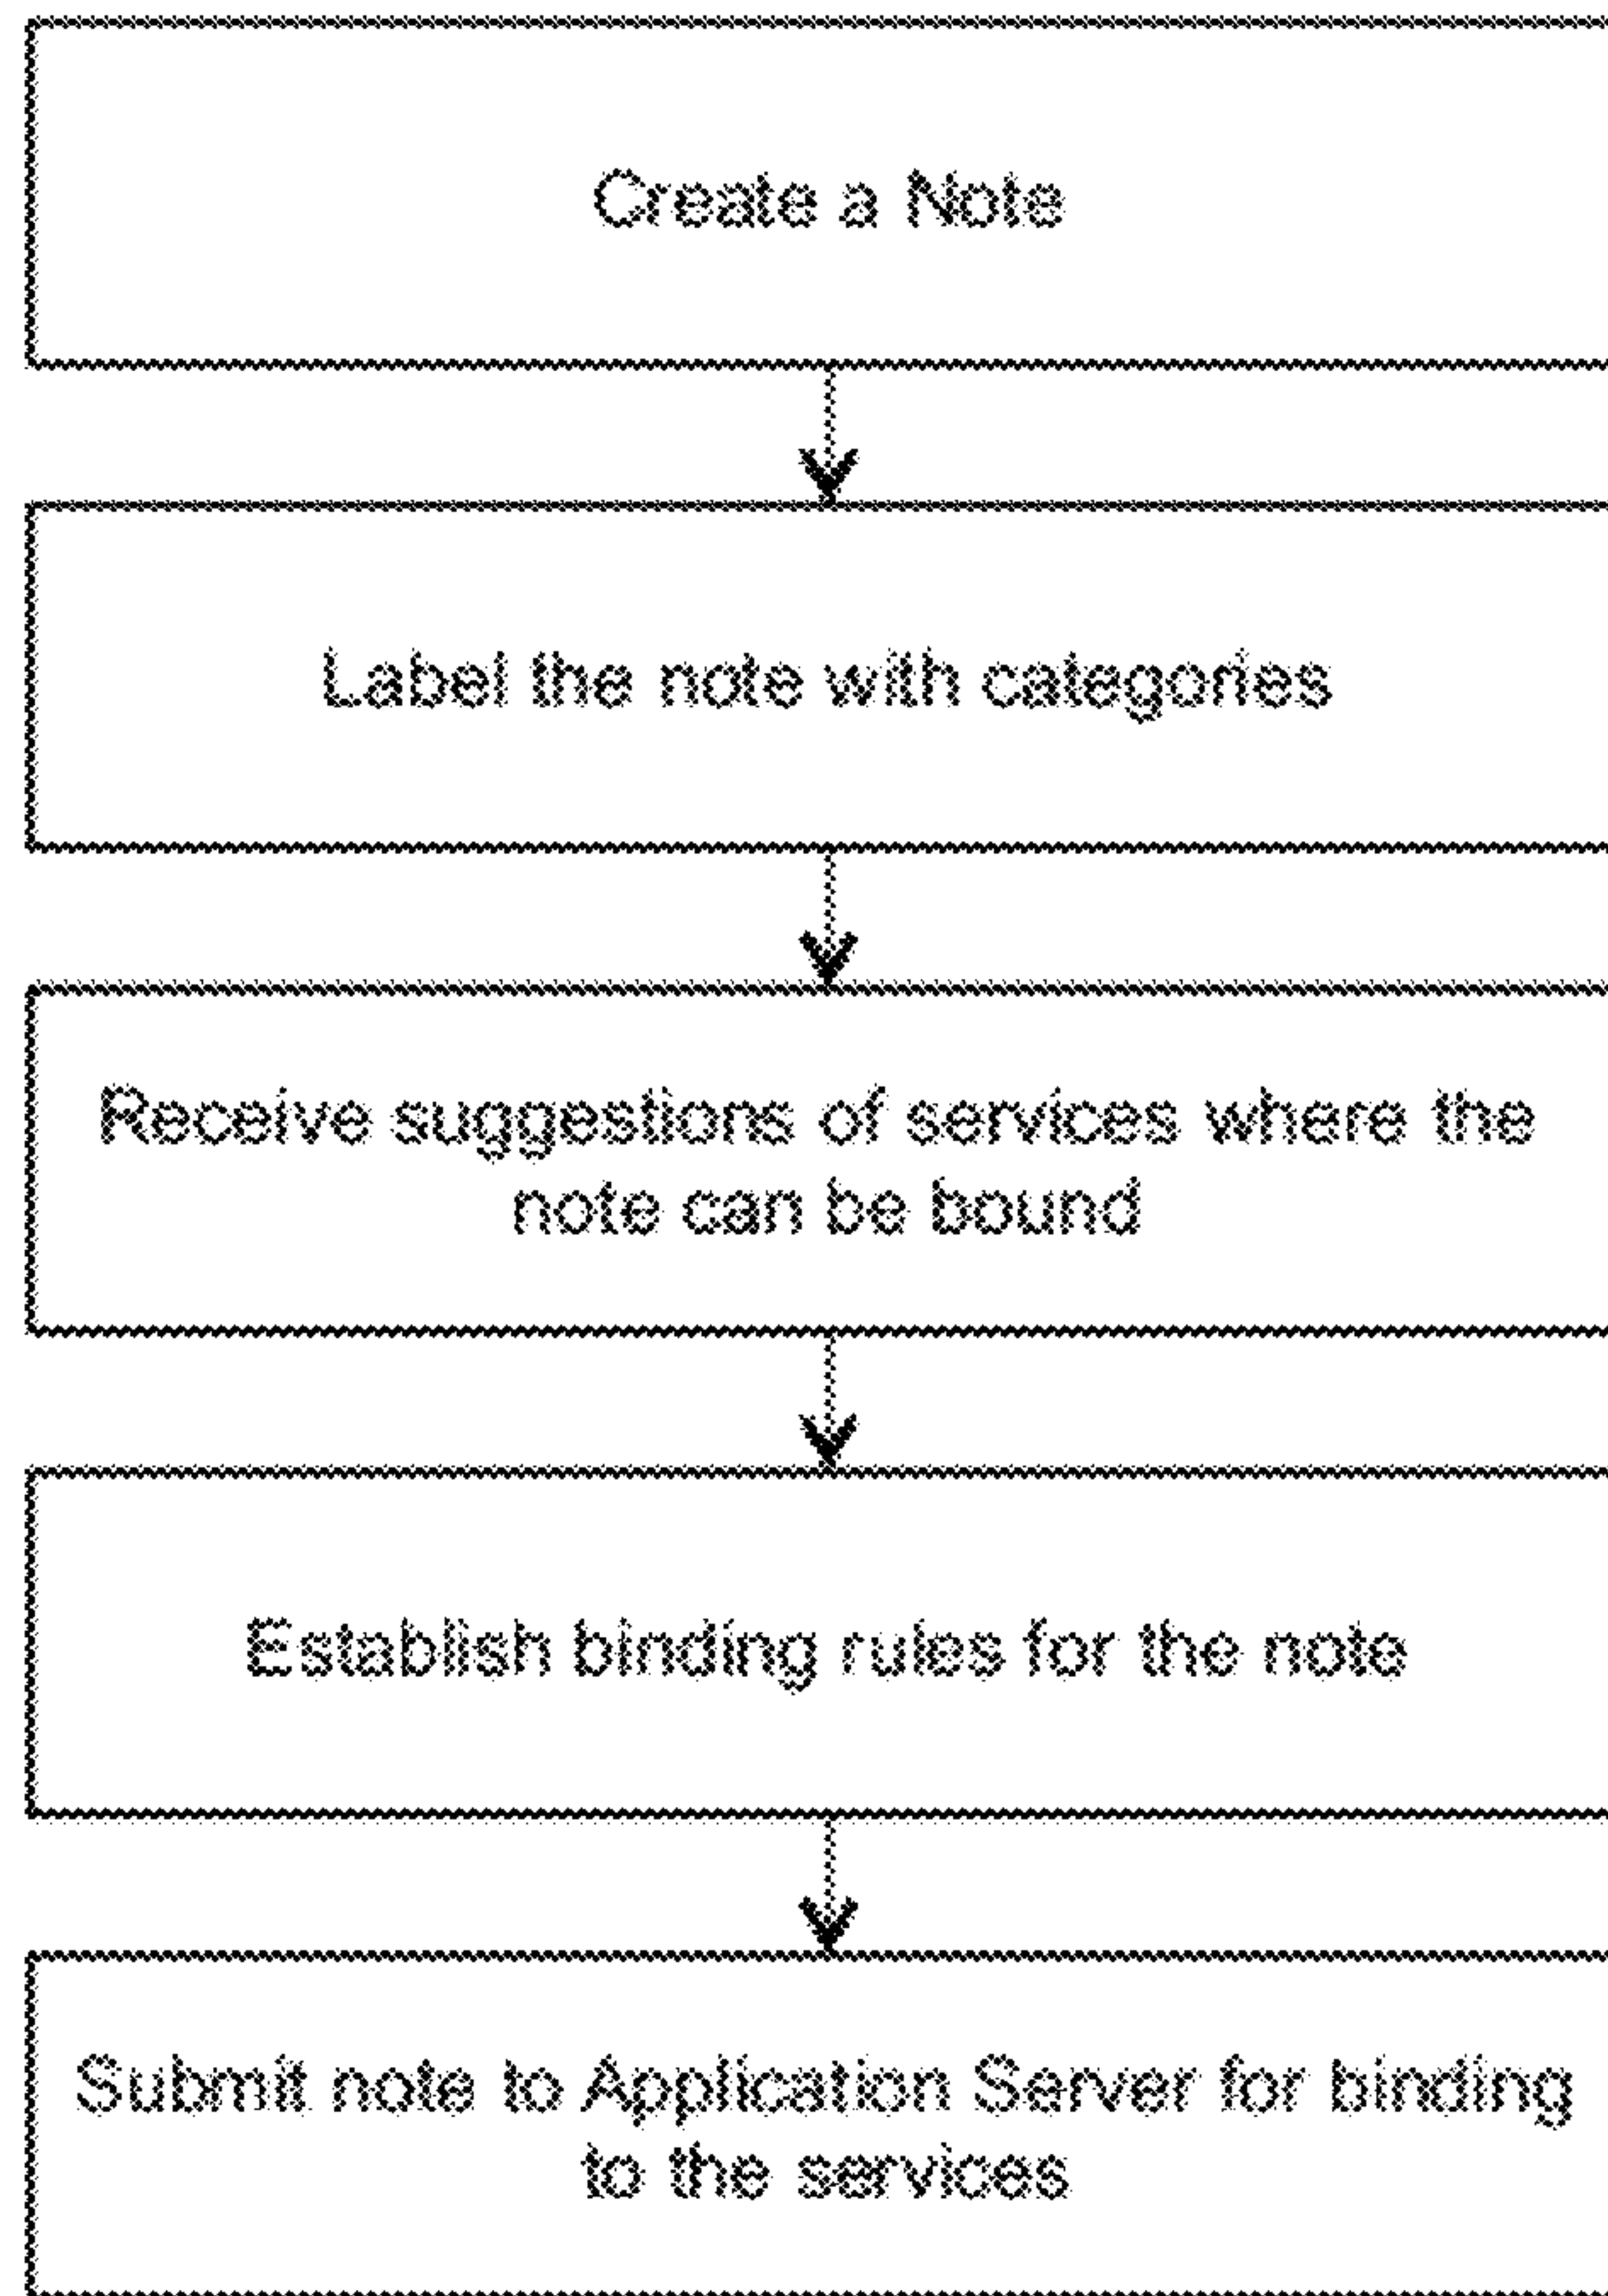 Create a Note
Label the note with categories
Receive suggestions of services where the
note can be bound
Establish binding rules for the note
Submit note to Application Server for binding
to the services